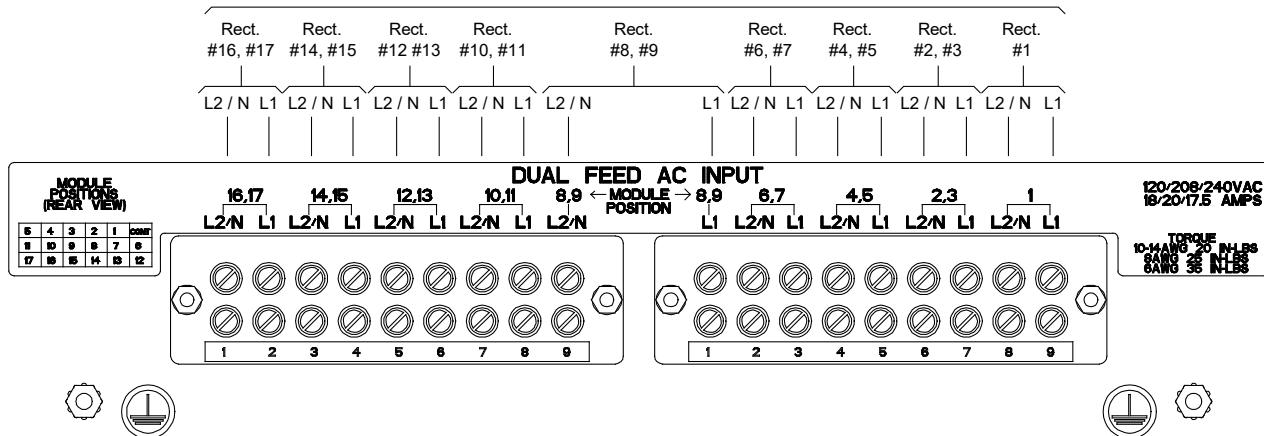 Rect. Rect. Rect. Rect. Rect. Rect. Rect. Rect. Rect.
#16, #17 #14, #15 #12 #13 #10, #11 #8, #9 #6, #7 #4, #5 #2, #3 #1
L2 / N L1 L2 / N L1 L2 / N L1 L2 / N L1 L2 / N L1 L2 / N L1 L2 / N L1 L2 / N L1 L2 / N L1
DUAL FEED AC INPUT
MODULE
POSITIONS
(REAR VIEW)
5 4 3 2 1 CONT
11 10 9 8 7 6
17 16 15 14 13 12
16,17 14,15 12,13 10,11 8,9 ← MODULE → 8,9 6,7 4,5 2,3 1
POSITION
L2/N L1 L2/N L1 L2/N L1 L2/N L1 L2/N L1 L2/N L1 L2/N L1 L2/N L1 L2/N L1
120/208/240VAC
18/20/17.5 AMPS
TORQUE
10-14AWG 20 IN-LBS
8AWG 25 IN-LBS
6AWG 35 IN-LBS
1 2 3 4 5 6 7 8 9
1 2 3 4 5 6 7 8 9